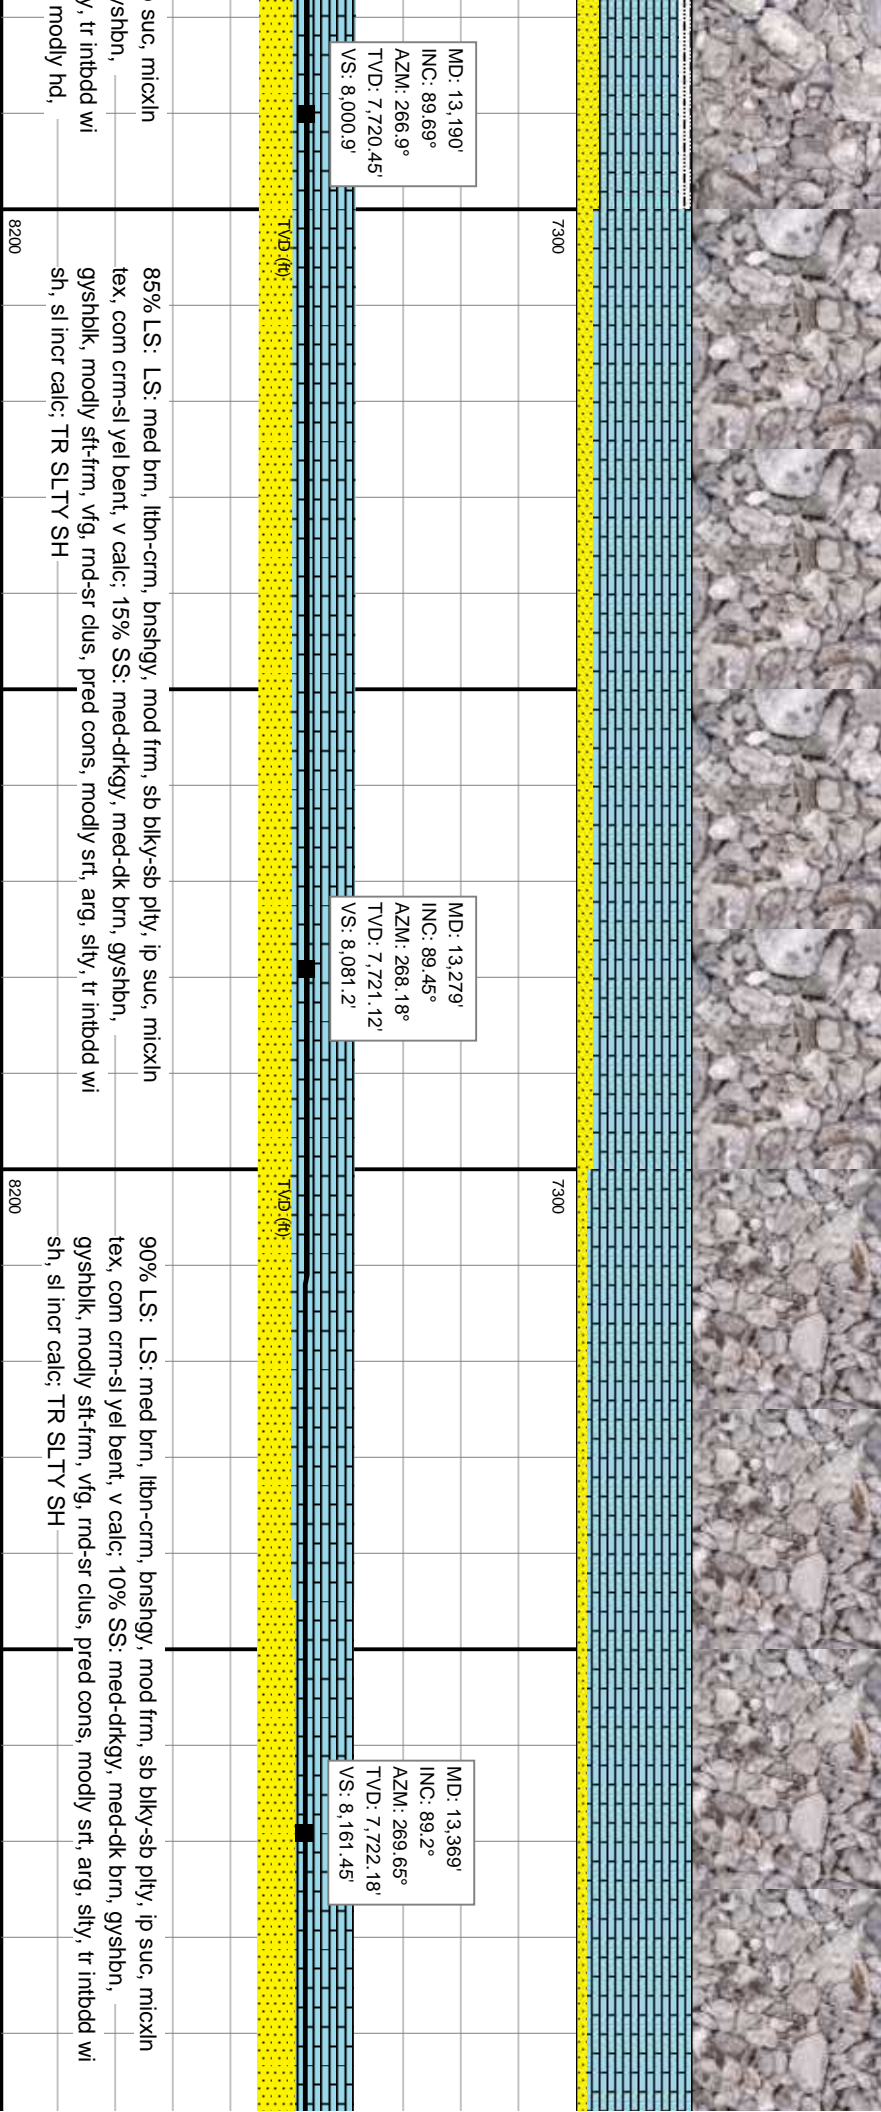 o suc, micxln
yshbn,
y, tr intbdd wi
modly hd,
MD: 13,190'
INC: 89.69°
AZM: 266.9°
TVD: 7,720.45'
VS: 8,000.9'
7300
TVD (ft)
8200
85% LS:  LS: med brn, ltbn-crm, bnshgy, mod frm, sb blky-sb plty, ip suc, micxln
tex, com crm-sl yel bent, v calc; 15% SS: med-drkgy, med-dk brn, gyshbn,
gyshblk, modly sft-frm, vfg, rnd-sr clus, pred cons, modly srt, arg, slty, tr intbdd wi
sh, sl incr calc; TR SLTY SH
MD: 13,279'
INC: 89.45°
AZM: 268.18°
TVD: 7,721.12'
VS: 8,081.2'
7300
TVD (ft)
8200
90% LS:  LS: med brn, ltbn-crm, bnshgy, mod frm, sb blky-sb plty, ip suc, micxln
tex, com crm-sl yel bent, v calc; 10% SS: med-drkgy, med-dk brn, gyshbn,
gyshblk, modly sft-frm, vfg, rnd-sr clus, pred cons, modly srt, arg, slty, tr intbdd wi
sh, sl incr calc; TR SLTY SH
MD: 13,369'
INC: 89.2°
AZM: 269.65°
TVD: 7,722.18'
VS: 8,161.45'